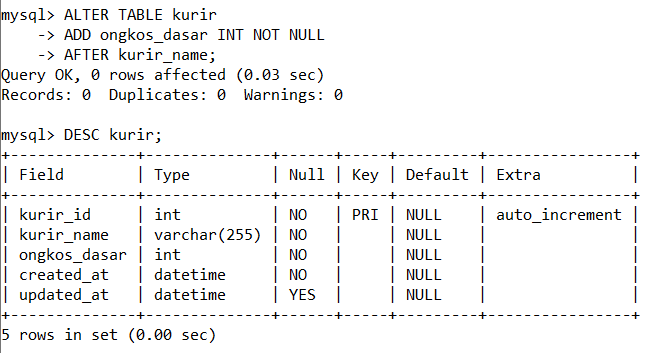 mysql> ALTER TABLE kurir
    -> ADD ongkos_dasar INT NOT NULL
    -> AFTER kurir_name;
Query OK, 0 rows affected (0.03 sec)
Records: 0  Duplicates: 0  Warnings: 0

mysql> DESC kurir;
+--------------+--------------+------+-----+---------+----------------+
| Field        | Type         | Null | Key | Default | Extra          |
+--------------+--------------+------+-----+---------+----------------+
| kurir_id     | int          | NO   | PRI | NULL    | auto_increment |
| kurir_name   | varchar(255) | NO   |     | NULL    |                |
| ongkos_dasar | int          | NO   |     | NULL    |                |
| created_at   | datetime     | NO   |     | NULL    |                |
| updated_at   | datetime     | YES  |     | NULL    |                |
+--------------+--------------+------+-----+---------+----------------+
5 rows in set (0.00 sec)